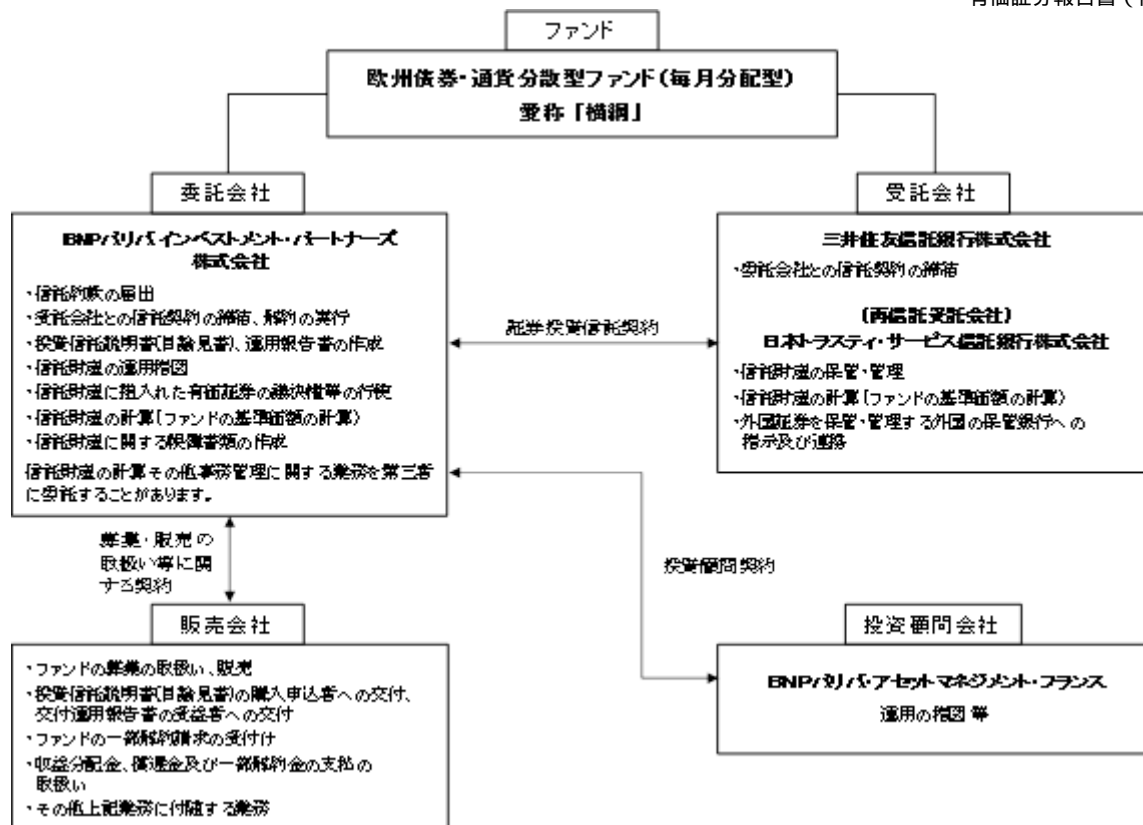 有価証券報告書(
ファンド
欧州債券・通貨分散型ファンド(毎月分配型)
愛称「横綱」
委託会社
BNPパリバ インベストメント・パートナーズ
株式会社
・信託約款の届出
・受託会社との信託契約の締結、解約の実行
・投資信託説明書(目論見書)、運用報告書の作成
・信託財産の運用指図
・信託財産に組入れた有価証券の議決権等の行使
・信託財産の計算(ファンドの基準価額の計算)
・信託財産に関する帳簿書類の作成
信託財産の計算その他事務管理に関する業務を第三者
に委託することがあります。
受託会社
三井住友信託銀行株式会社
・委託会社との信託契約の締結
(再信託受託会社)
日本トラスティ・サービス信託銀行株式会社
・信託財産の保管・管理
・信託財産の計算(ファンドの基準価額の計算)
・外国証券を保管・管理する外国の保管銀行への
指示及び連絡
証券投資信託契約
募集・販売の
取扱い等に関
する契約
投資顧問契約
販売会社
・ファンドの募集の取扱い、販売
・投資信託説明書(目論見書)の購入申込者への交付、
交付運用報告書の受益者への交付
・ファンドの一部解約請求の受付け
・収益分配金、償還金及び一部解約金の支払の
取扱い
・その他上記業務に付随する業務
投資顧問会社
BNPパリバ・アセットマネジメント・フランス
運用の指図 等